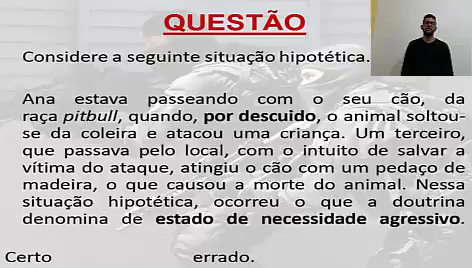 QUESTÃO
Considere a seguinte situação hipotética.
Ana estava passeando com o seu cão, da
raça pitbull, quando, por descuido, o animal soltou-
se da coleira e atacou uma criança. Um terceiro,
que passava pelo local, com o intuito de salvar a
vítima do ataque, atingiu o cão com um pedaço de
madeira, o que causou a morte do animal. Nessa
situação hipotética, ocorreu o que a doutrina
denomina de estado de necessidade agressivo.
Certo errado.